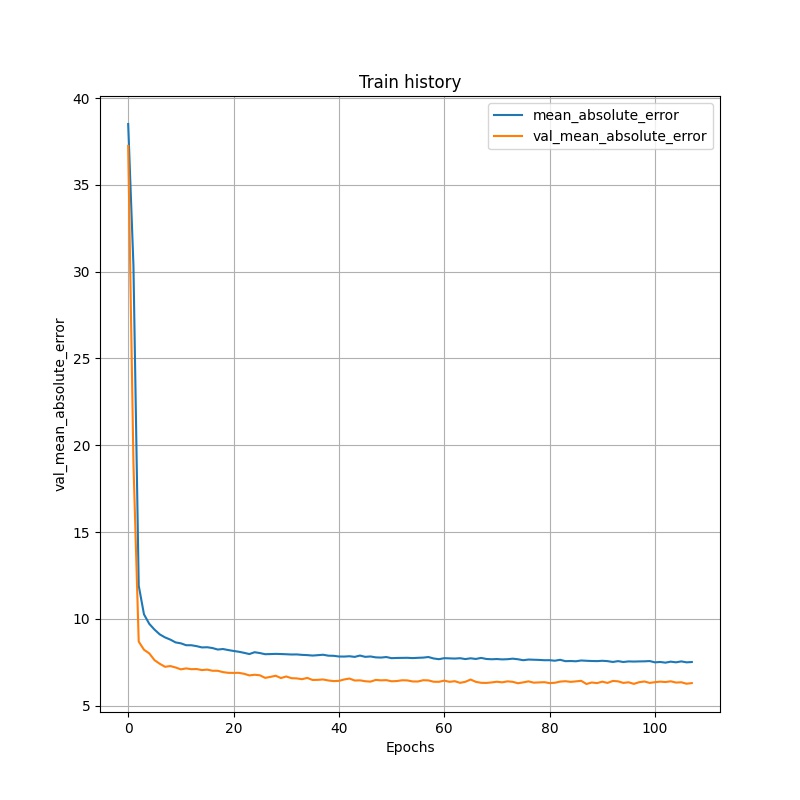 Train history
mean_absolute_error
val_mean_absolute_error
val_mean_absolute_error
40
35
30
25
20
15
10
5
0 20 40 60 80 100
Epochs